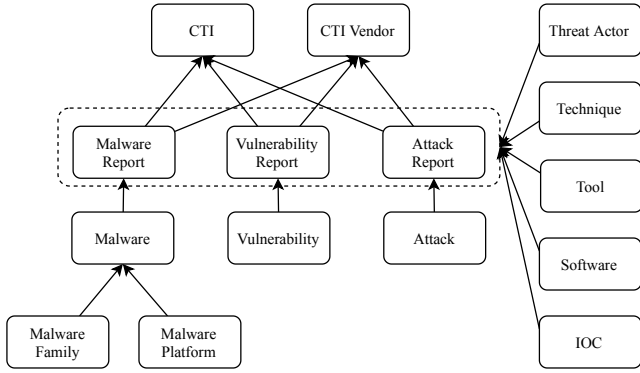 CTI
CTI Vendor
Threat Actor
Technique
Malware
Report
Vulnerability
Report
Attack
Report
Tool
Malware
Vulnerability
Attack
Software
Malware
Family
Malware
Platform
IOC